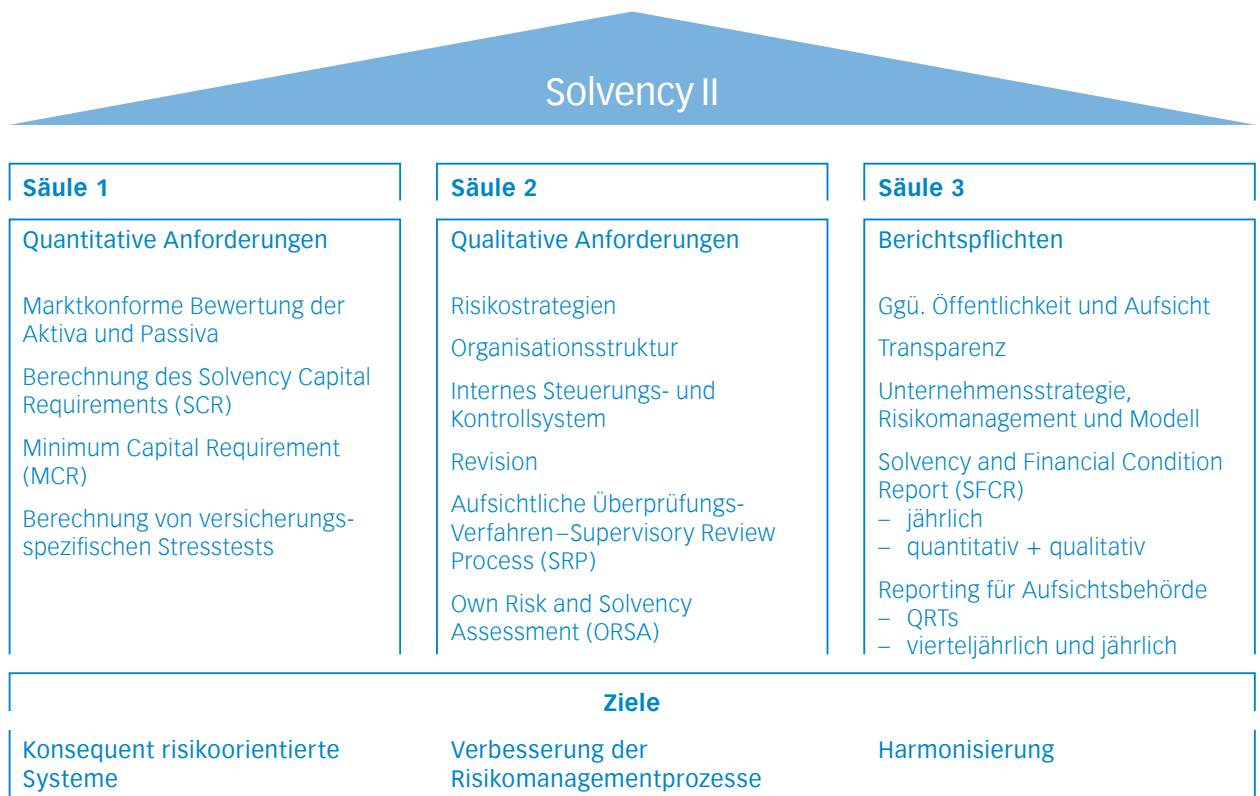 Solvency II
Säule 1
Quantitative Anforderungen
Marktkonforme Bewertung der
Aktiva und Passiva
Berechnung des Solvency Capital
Requirements (SCR)
Minimum Capital Requirement
(MCR)
Berechnung von versicherungs-
spezifischen Stresstests
Säule 2
Qualitative Anforderungen
Risikostrategien
Organisationsstruktur
Internes Steuerungs- und
Kontrollsystem
Revision
Aufsichtliche Überprüfungs-
Verfahren–Supervisory Review
Process (SRP)
Own Risk and Solvency
Assessment (ORSA)
Säule 3
Berichtspflichten
Ggü. Öffentlichkeit und Aufsicht
Transparenz
Unternehmensstrategie,
Risikomanagement und Modell
Solvency and Financial Condition
Report (SFCR)
– jährlich
– quantitativ + qualitativ
Reporting für Aufsichtsbehörde
– QRTs
– vierteljährlich und jährlich
Ziele
Konsequent risikoorientierte
Systeme
Verbesserung der
Risikomanagementprozesse
Harmonisierung